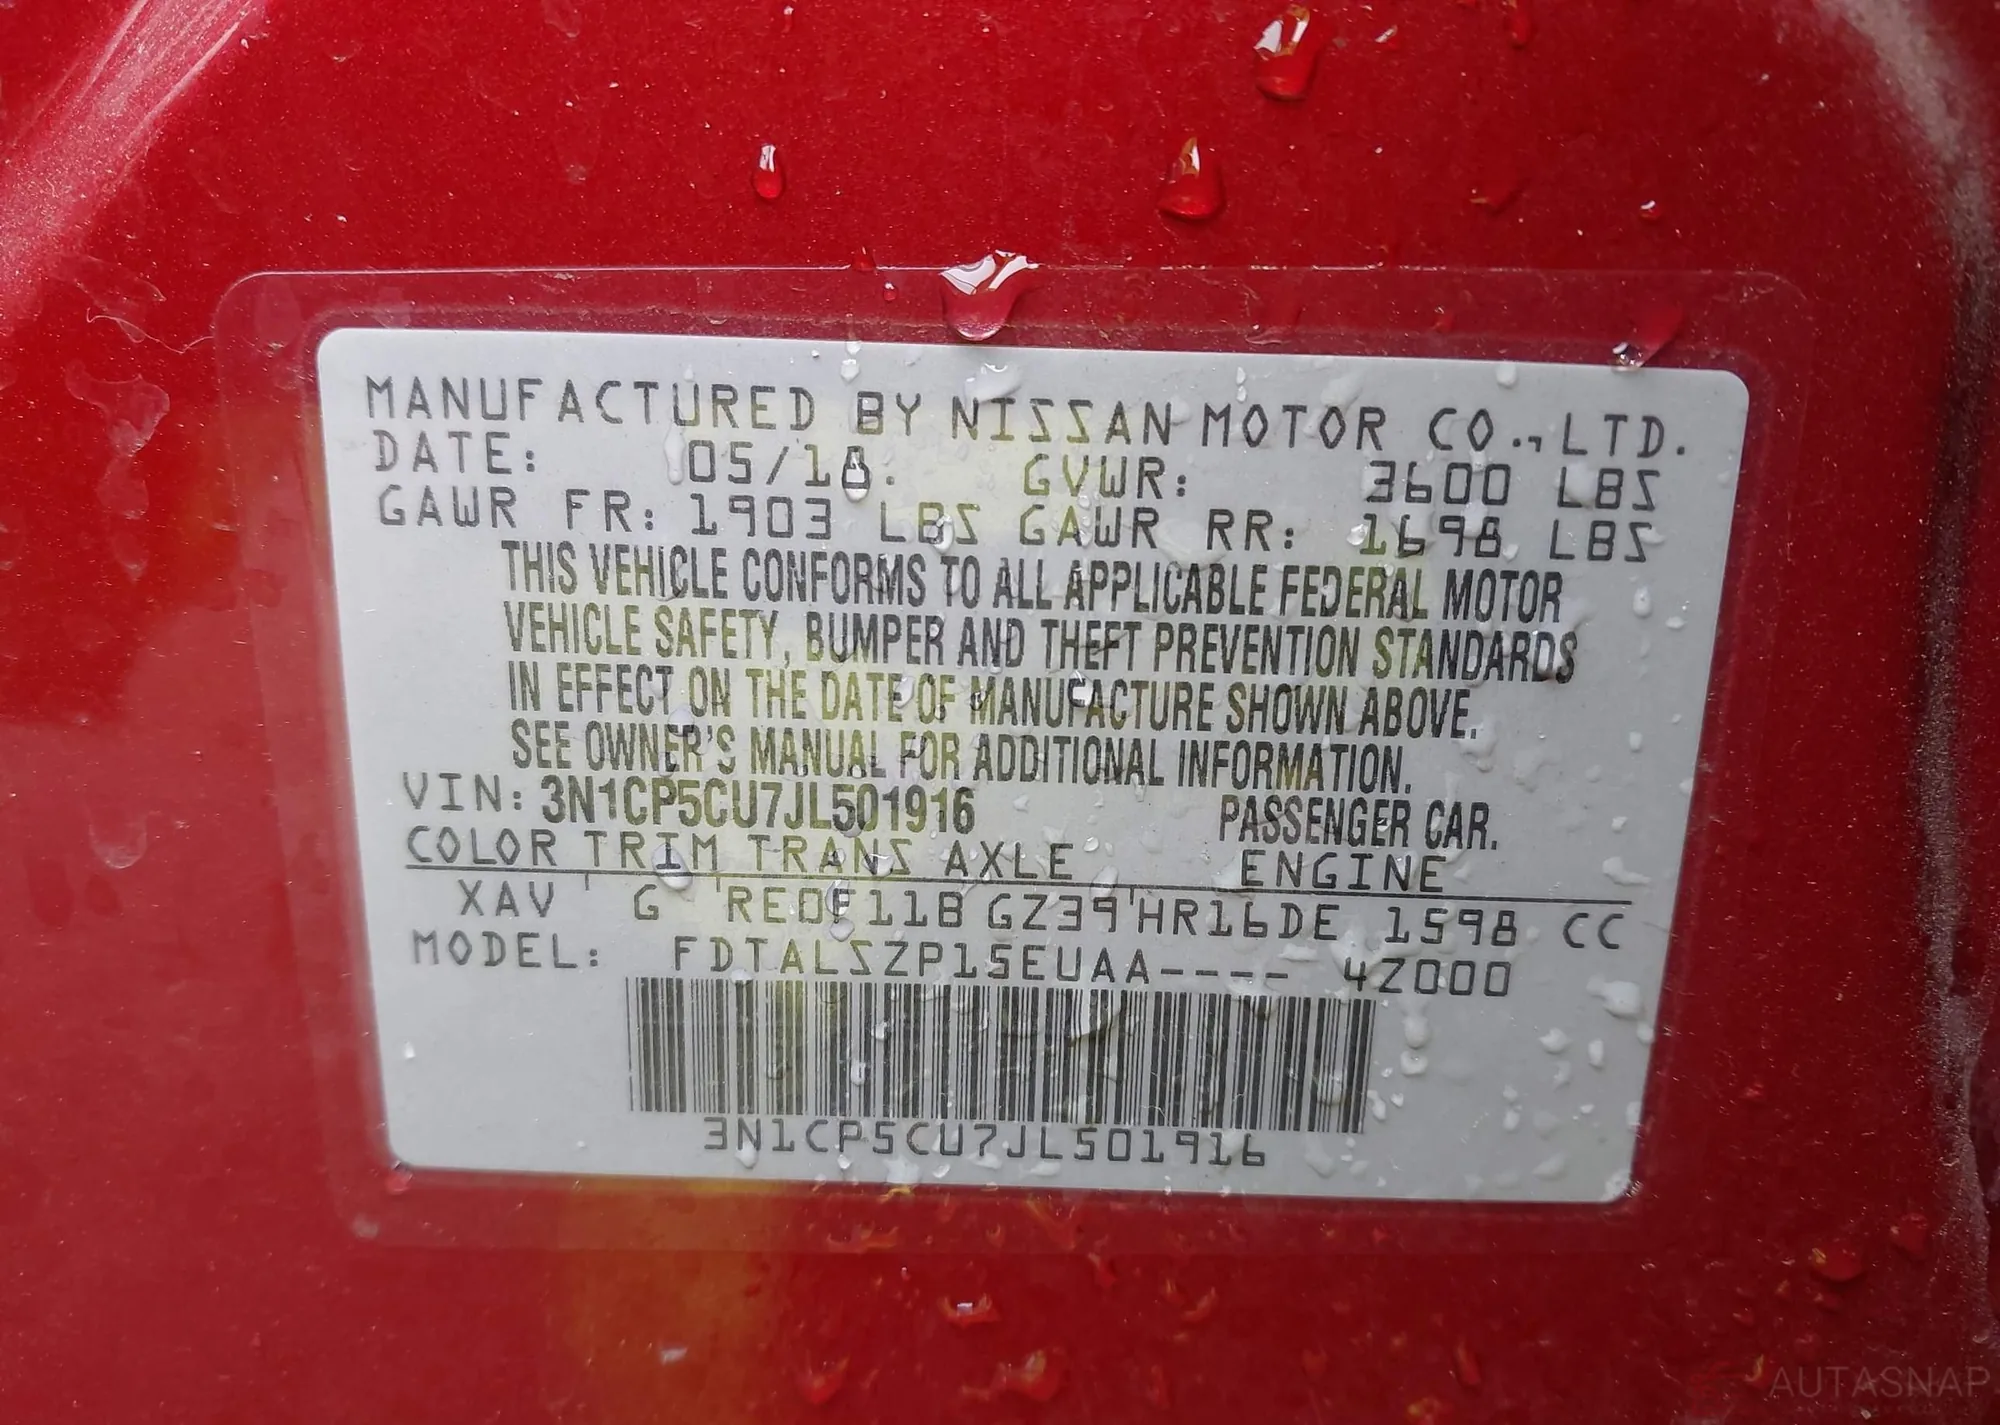 MANUFACTURED BY NISSAN MOTOR CO.,LTD.
DATE: 05/18. GVWR: 3600 LBS
GAWR FR: 1903 LBS GAWR RR: 1698 LBS
THIS VEHICLE CONFORMS TO ALL APPLICABLE FEDERAL MOTOR
VEHICLE SAFETY, BUMPER AND THEFT PREVENTION STANDARDS
IN EFFECT ON THE DATE OF MANUFACTURE SHOWN ABOVE.
SEE OWNER'S MANUAL FOR ADDITIONAL INFORMATION.
VIN: 3N1CP5CU7JL501916 PASSENGER CAR.
COLOR TRIM TRANS AXLE ENGINE
XAV G RE0F11B GZ39 HR16DE 1598 CC
MODEL: FDTALSZP15EUAA---- 4Z000
3N1CP5CU7JL501916
AUTASNAP